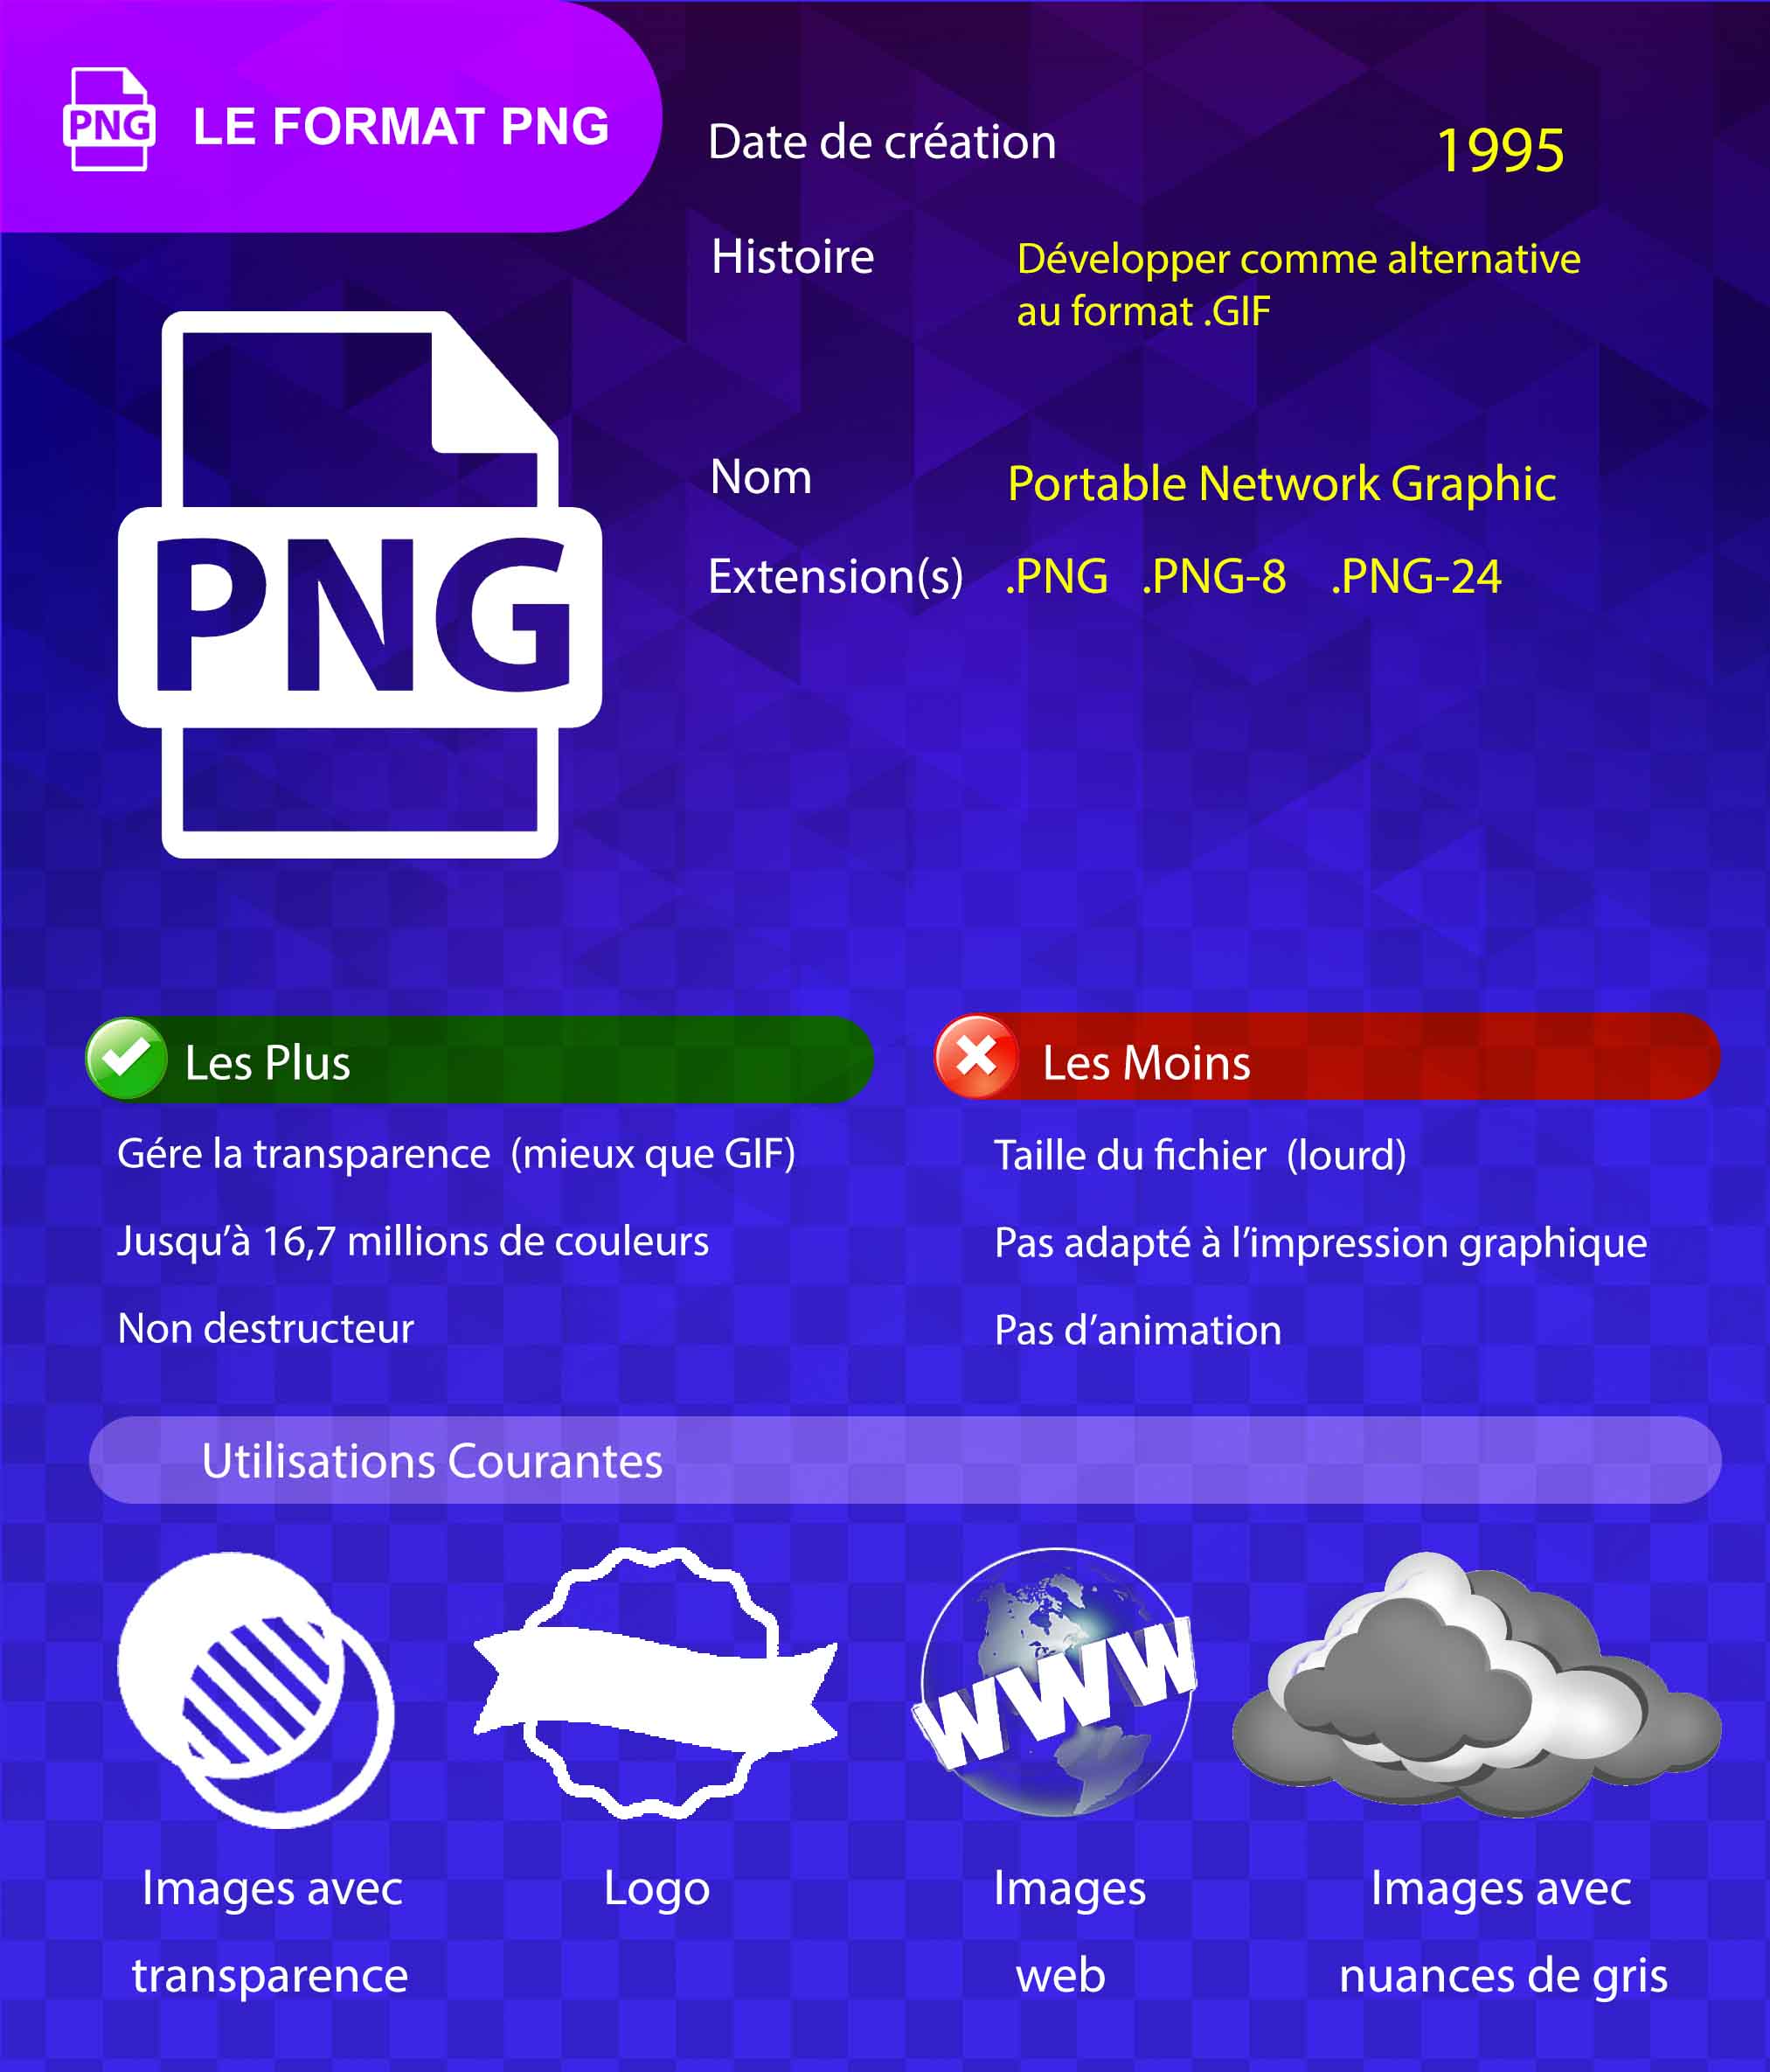 PNG
LE FORMAT PNG
Date de création
1995
Histoire
Développer comme alternative
au format .GIF
PNG
Nom
Portable Network Graphic
Extension(s)
.PNG .PNG-8 .PNG-24
Les Plus
Gére la transparence (mieux que GIF)
Jusqu’à 16,7 millions de couleurs
Non destructeur
Les Moins
Taille du fichier (lourd)
Pas adapté à l’impression graphique
Pas d’animation
Utilisations Courantes
Images avec
transparence
Logo
WWW
Images
web
Images avec
nuances de gris